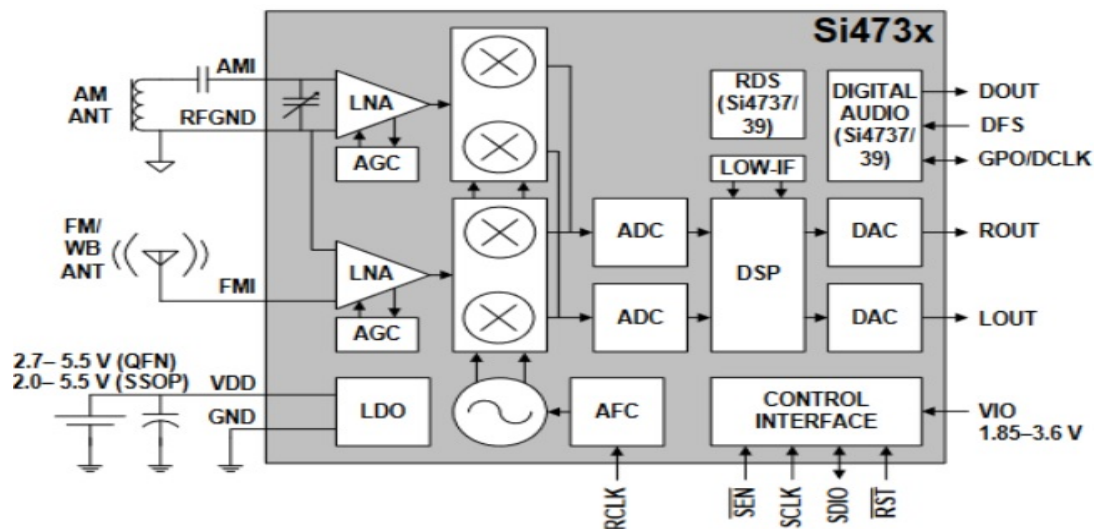 Si473x
AMI
AM
ANT
RFGND
LNA
AGC
RDS
(Si4737/
39)
DIGITAL
AUDIO
(Si4737/
39)
DOUT
DFS
GPO/DCLK
LOW-IF
FM/
WB
ANT
FMI
LNA
AGC
ADC
ADC
DSP
DAC
DAC
ROUT
LOUT
2.7– 5.5 V (QFN)
2.0– 5.5 V (SSOP)
VDD
GND
LDO
AFC
CONTROL
INTERFACE
VIO
1.85–3.6 V
RCLK
SEN
SCLK
SDIO
RST